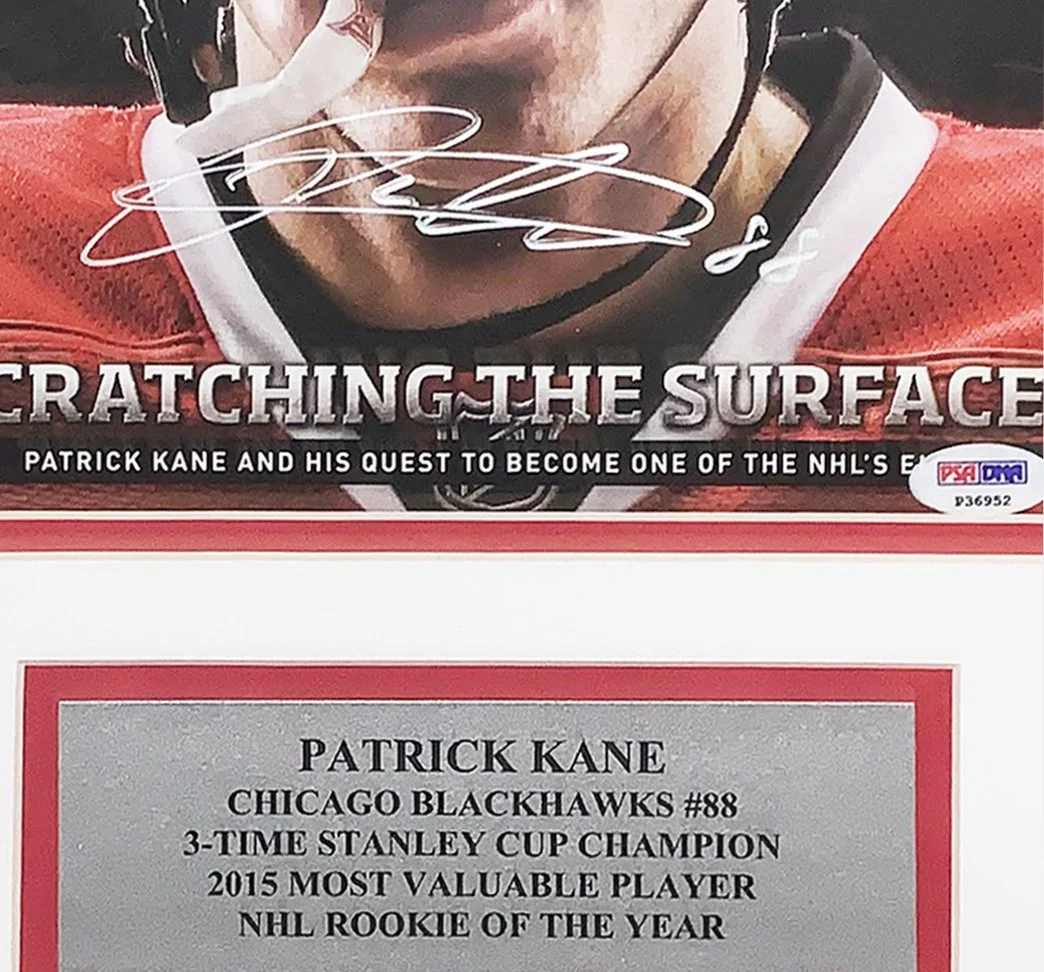 88
CRATCHING THE SURFACE
PATRICK KANE AND HIS QUEST TO BECOME ONE OF THE NHL'S
PSA DNA
P36952
PATRICK KANE
CHICAGO BLACKHAWKS #88
3-TIME STANLEY CUP CHAMPION
2015 MOST VALUABLE PLAYER
NHL ROOKIE OF THE YEAR